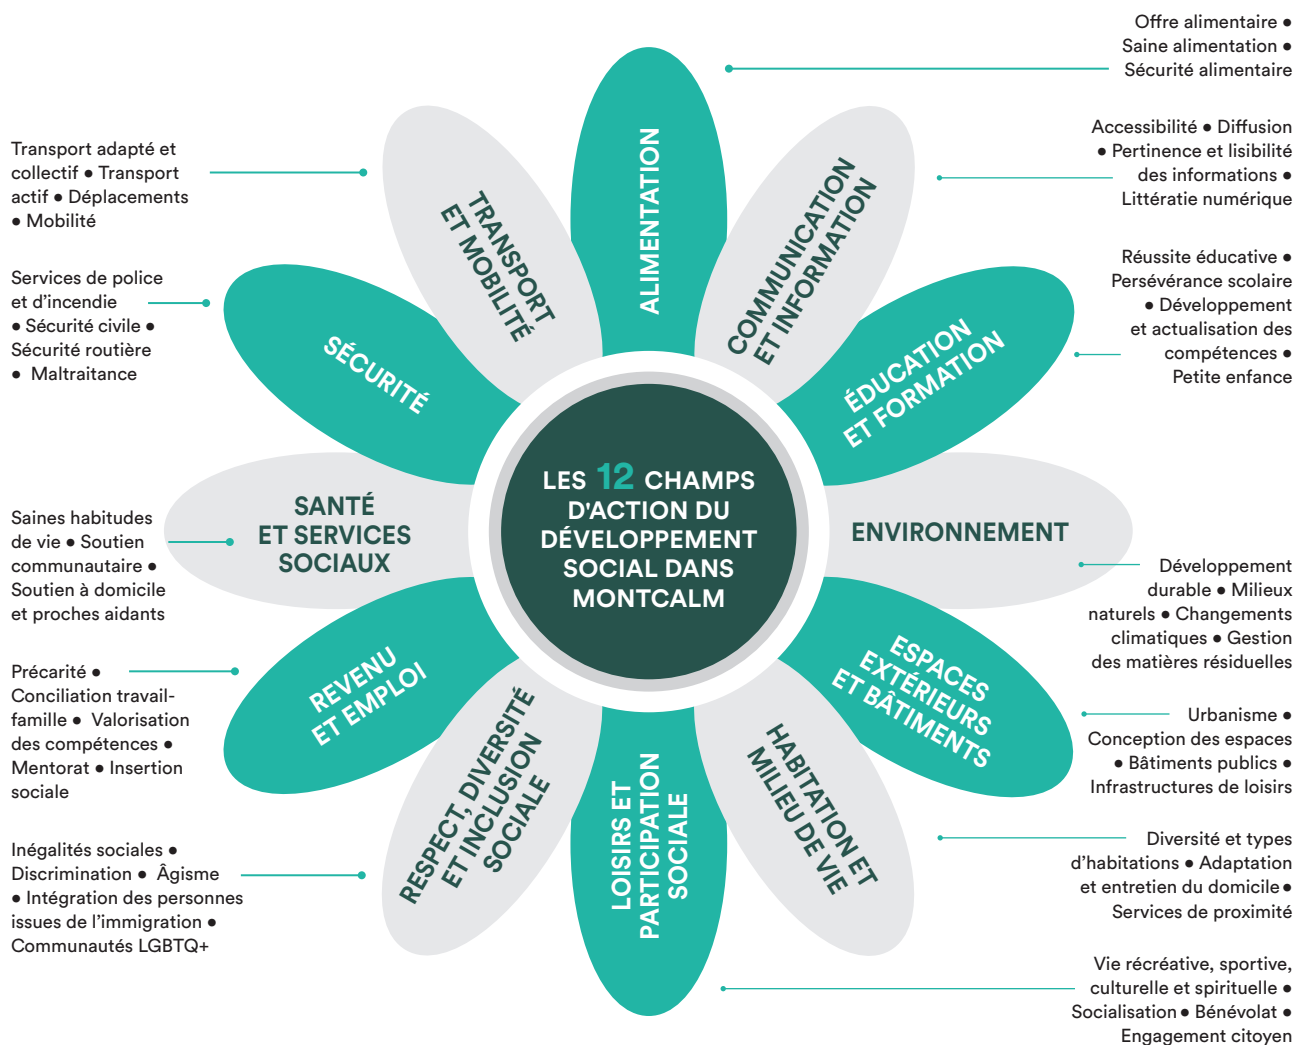 LES 12 CHAMPS
D'ACTION DU
DÉVELOPPEMENT
SOCIAL DANS
MONTCALM
ALIMENTATION
Offre alimentaire ●
Saine alimentation ●
Sécurité alimentaire
COMMUNICATION
ET INFORMATION
Accessibilité ● Diffusion
● Pertinence et lisibilité
des informations ●
Littératie numérique
ÉDUCATION
ET FORMATION
Réussite éducative ●
Persévérance scolaire
● Développement
et actualisation des
compétences ●
Petite enfance
ENVIRONNEMENT
Développement
durable ● Milieux
naturels ● Changements
climatiques ● Gestion
des matières résiduelles
ESPACES
EXTÉRIEURS
ET BÂTIMENTS
Urbanisme ●
Conception des espaces
● Bâtiments publics ●
Infrastructures de loisirs
HABITATION ET
MILIEU DE VIE
Diversité et types
d'habitations ● Adaptation
et entretien du domicile ●
Services de proximité
LOISIRS ET
PARTICIPATION
SOCIALE
Vie récréative, sportive,
culturelle et spirituelle ●
Socialisation ● Bénévolat ●
Engagement citoyen
RESPECT, DIVERSITÉ
ET INCLUSION
SOCIALE
Inégalités sociales ●
Discrimination ● Âgisme
● Intégration des personnes
issues de l'immigration ●
Communautés LGBTQ+
REVENU
ET EMPLOI
Précarité ●
Conciliation travail-
famille ● Valorisation
des compétences ●
Mentorat ● Insertion
sociale
SANTÉ
ET SERVICES
SOCIAUX
Saines habitudes
de vie ● Soutien
communautaire ●
Soutien à domicile
et proches aidants
SÉCURITÉ
Services de police
et d'incendie
● Sécurité civile ●
Sécurité routière
● Maltraitance
TRANSPORT
ET MOBILITÉ
Transport adapté et
collectif ● Transport
actif ● Déplacements
● Mobilité